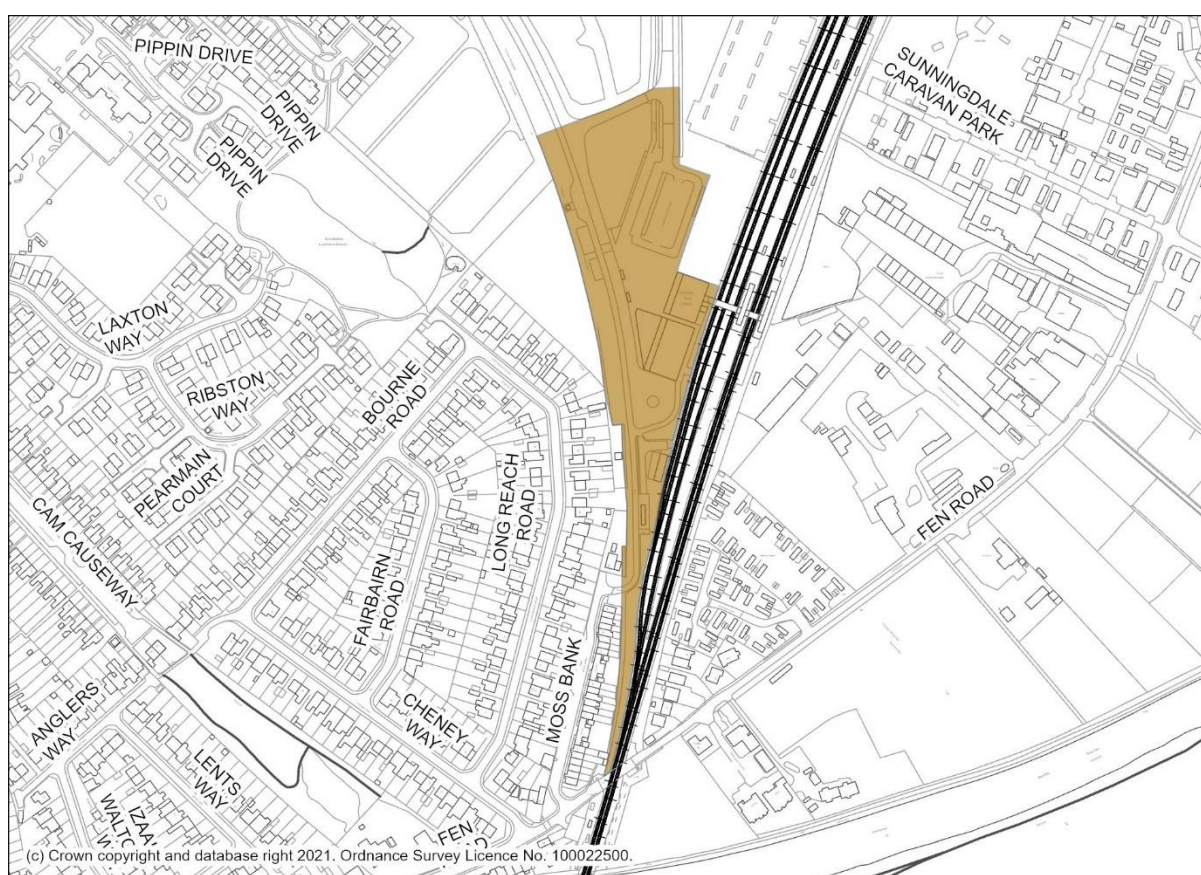 PIPPIN DRIVE
PIPPIN
DRIVE
PIPPIN
DRIVE
SUNNINGDALE
CARAVAN PARK
LAXTON
WAY
RIBSTON
WAY
BOURNE
ROAD
PEARMAIN
COURT
CAM CAUSEWAY
LONG REACH
ROAD
FEN ROAD
FAIRBAIRN
ROAD
MOSS BANK
CHENEY
WAY
ANGLERS
WAY
LENTS
WAY
IZAAK
WALTON
FEN
ROAD
(c) Crown copyright and database right 2021. Ordnance Survey Licence No. 100022500.